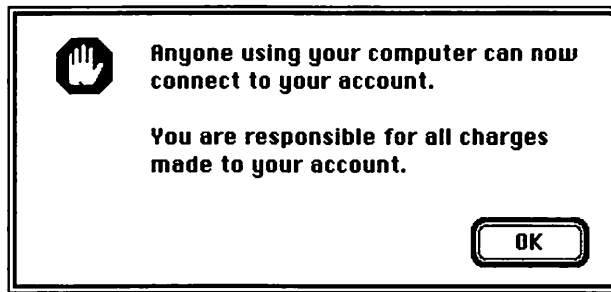 Anyone using your computer can now
connect to your account.
You are responsible for all charges
made to your account.
OK